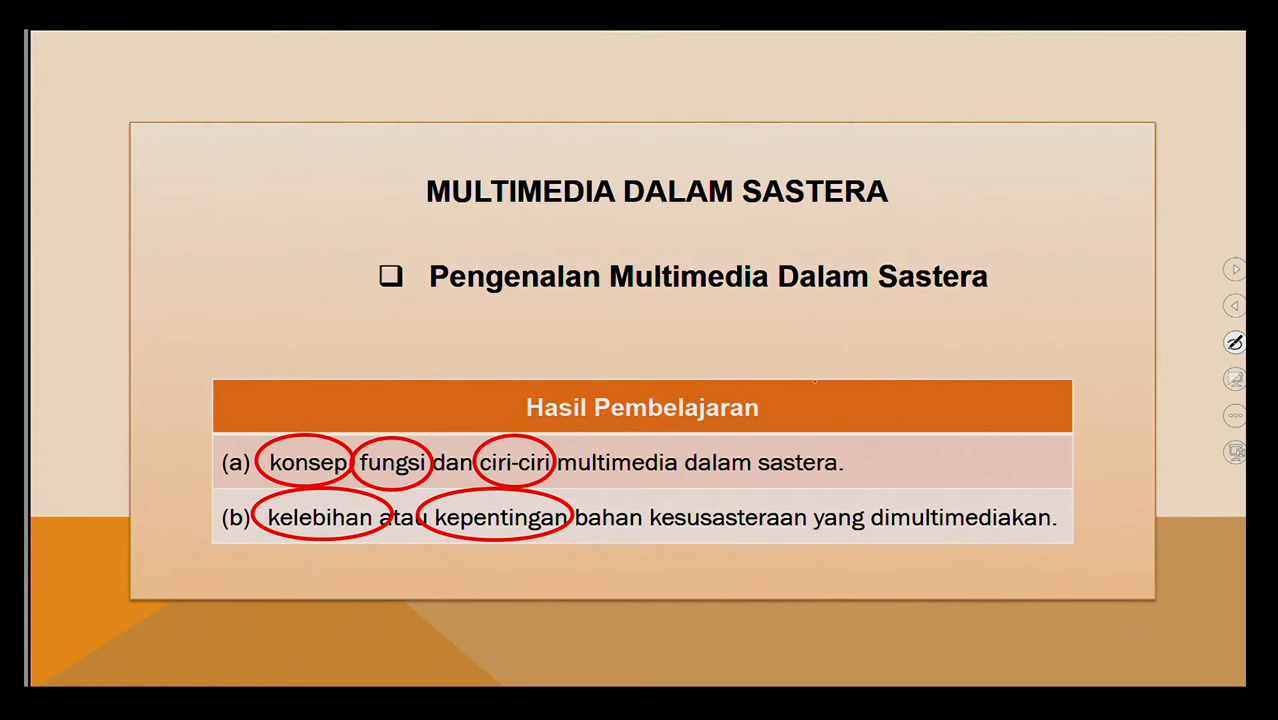 MULTIMEDIA DALAM SASTERA
❑ Pengenalan Multimedia Dalam Sastera
Hasil Pembelajaran
(a) konsep fungsi dan ciri-ciri multimedia dalam sastera.
(b) kelebihan atau kepentingan bahan kesusasteraan yang dimultimediakan.